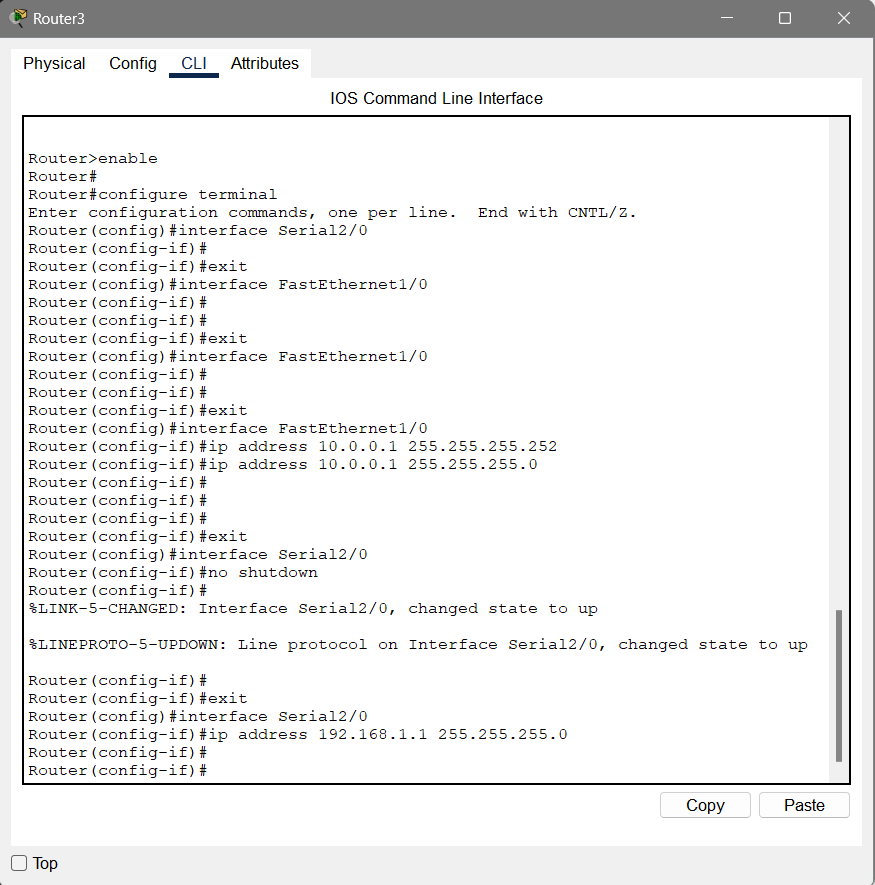 Router3
Physical Config CLI Attributes
IOS Command Line Interface
Router>enable
Router#
Router#configure terminal
Enter configuration commands, one per line.  End with CNTL/Z.
Router(config)#interface Serial2/0
Router(config-if)#
Router(config-if)#exit
Router(config)#interface FastEthernet1/0
Router(config-if)#
Router(config-if)#
Router(config-if)#exit
Router(config)#interface FastEthernet1/0
Router(config-if)#
Router(config-if)#
Router(config-if)#exit
Router(config)#interface FastEthernet1/0
Router(config-if)#ip address 10.0.0.1 255.255.255.252
Router(config-if)#ip address 10.0.0.1 255.255.255.0
Router(config-if)#
Router(config-if)#
Router(config-if)#
Router(config-if)#exit
Router(config)#interface Serial2/0
Router(config-if)#no shutdown
Router(config-if)#
%LINK-5-CHANGED: Interface Serial2/0, changed state to up
%LINEPROTO-5-UPDOWN: Line protocol on Interface Serial2/0, changed state to up
Router(config-if)#
Router(config-if)#exit
Router(config)#interface Serial2/0
Router(config-if)#ip address 192.168.1.1 255.255.255.0
Router(config-if)#
Router(config-if)#
Copy Paste
Top